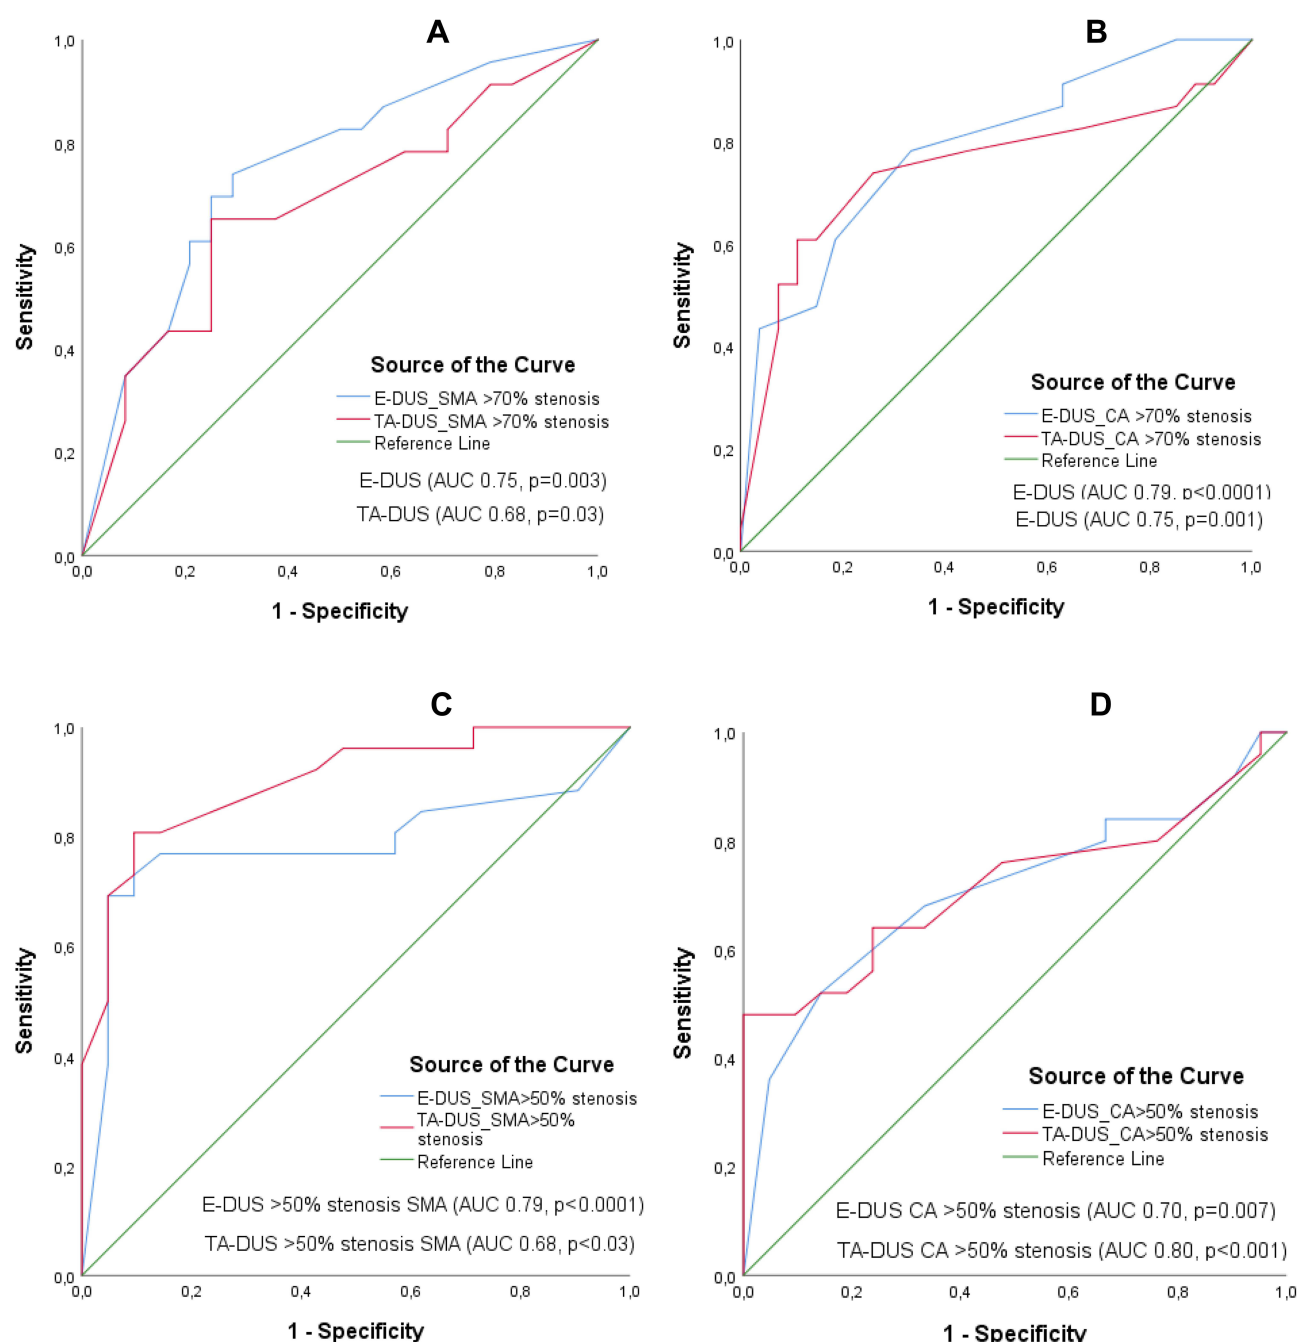 A
1,0
0,8
0,6
0,4
0,2
0,0
Sensitivity
0,0 0,2 0,4 0,6 0,8 1,0
1 - Specificity
Source of the Curve
E-DUS_SMA >70% stenosis
TA-DUS_SMA >70% stenosis
Reference Line
E-DUS (AUC 0.75, p=0.003)
TA-DUS (AUC 0.68, p=0.03)
B
1,0
0,8
0,6
0,4
0,2
0,0
Sensitivity
0,0 0,2 0,4 0,6 0,8 1,0
1 - Specificity
Source of the Curve
E-DUS_CA >70% stenosis
TA-DUS_CA >70% stenosis
Reference Line
E-DUS (AUC 0.79, p<0.0001)
E-DUS (AUC 0.75, p=0.001)
C
1,0
0,8
0,6
0,4
0,2
0,0
Sensitivity
0,0 0,2 0,4 0,6 0,8 1,0
1 - Specificity
Source of the Curve
E-DUS_SMA>50% stenosis
TA-DUS_SMA>50%
stenosis
Reference Line
E-DUS >50% stenosis SMA (AUC 0.79, p<0.0001)
TA-DUS >50% stenosis SMA (AUC 0.68, p<0.03)
D
1,0
0,8
0,6
0,4
0,2
0,0
Sensitivity
0,0 0,2 0,4 0,6 0,8 1,0
1 - Specificity
Source of the Curve
E-DUS_CA>50% stenosis
TA-DUS_CA>50% stenosis
Reference Line
E-DUS CA >50% stenosis (AUC 0.70, p=0.007)
TA-DUS CA >50% stenosis (AUC 0.80, p<0.001)